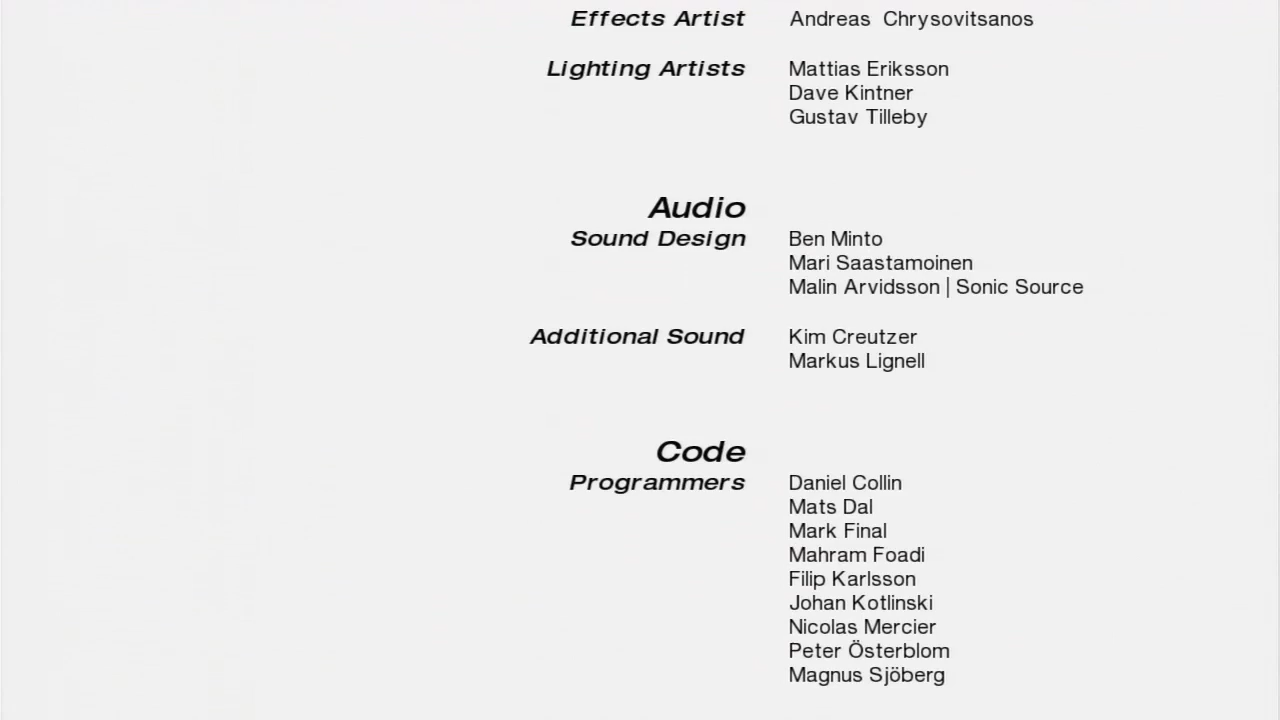 Effects Artist Andreas Chrysovitsanos
Lighting Artists Mattias Eriksson
Dave Kintner
Gustav Tilleby
Audio
Sound Design Ben Minto
Mari Saastamoinen
Malin Arvidsson | Sonic Source
Additional Sound Kim Creutzer
Markus Lignell
Code
Programmers Daniel Collin
Mats Dal
Mark Final
Mahram Foadi
Filip Karlsson
Johan Kotlinski
Nicolas Mercier
Peter Österblom
Magnus Sjöberg